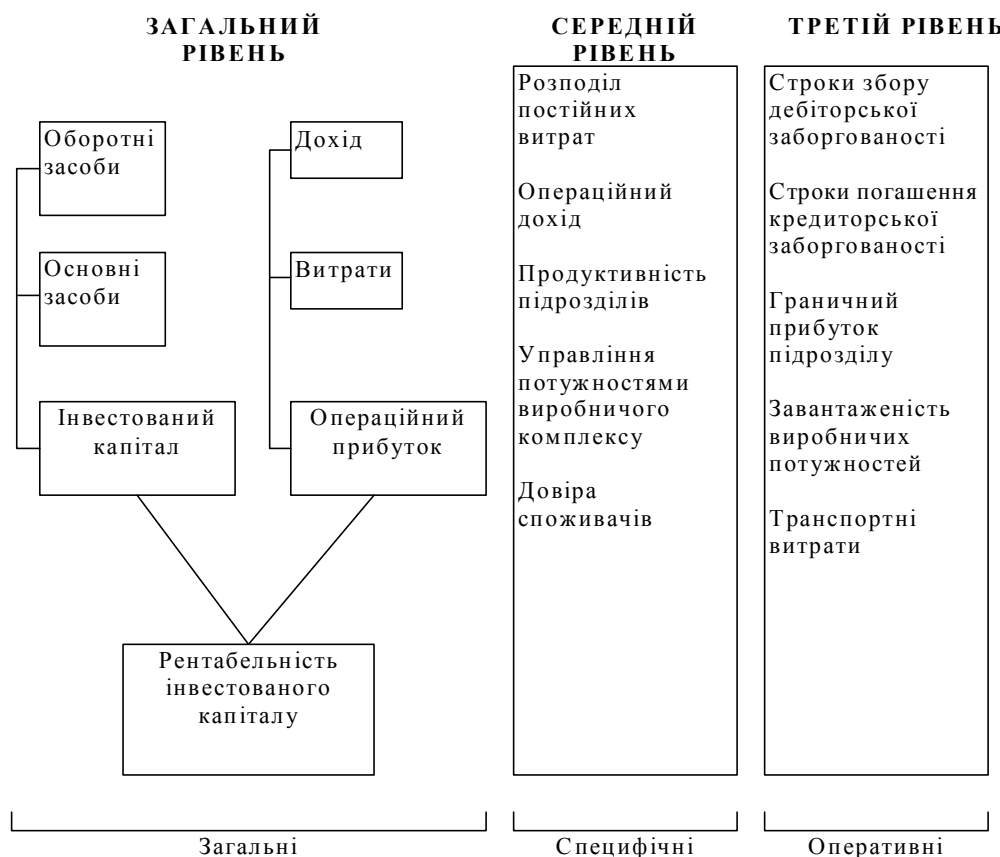 ЗАГАЛЬНИЙ
РІВЕНЬ
Оборотні
засоби
Дохід
Основні
засоби
Витрати
Інвестований
капітал
Операційний
прибуток
Рентабельність
інвестованого
капіталу
Загальні
СЕРЕДНІЙ
РІВЕНЬ
Розподіл
постійних
витрат
Операційний
дохід
Продуктивність
підрозділів
Управління
потужностями
виробничого
комплексу
Довіра
споживачів
Специфічні
ТРЕТІЙ РІВЕНЬ
Строки збору
дебіторської
заборгованості
Строки погашення
кредиторської
заборгованості
Граничний
прибуток
підрозділу
Завантаженість
виробничих
потужностей
Транспортні
витрати
Оперативні